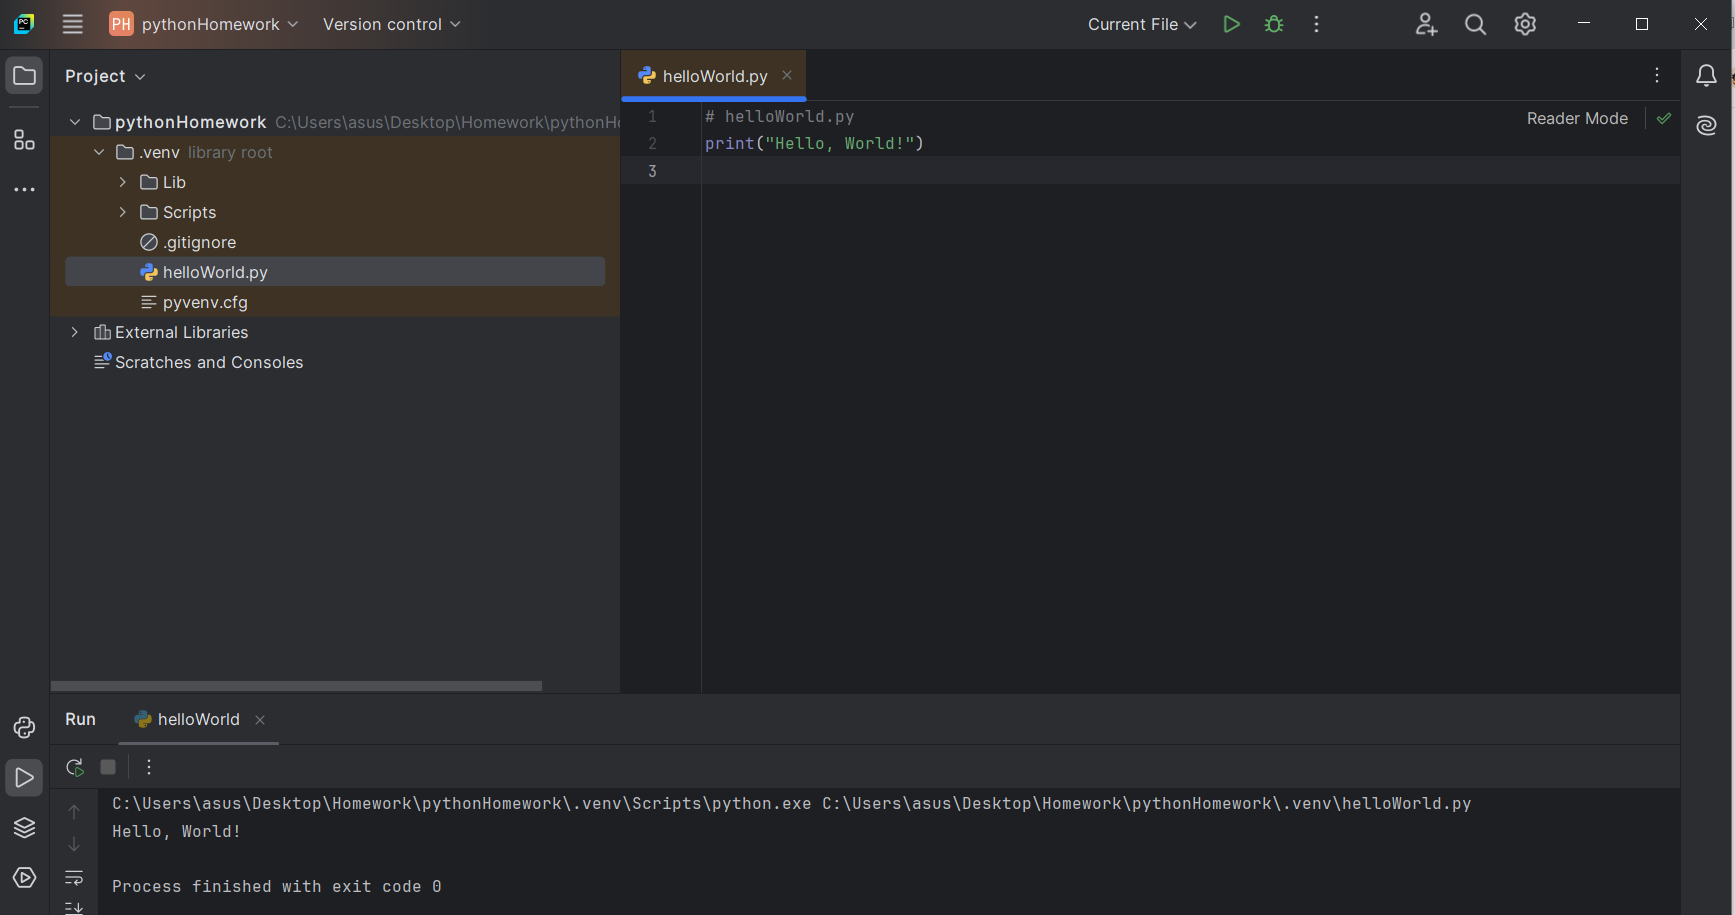 PC
PH pythonHomework Version control Current File
Project
helloWorld.py
pythonHomework C:\Users\asus\Desktop\Homework\pythonHo
.venv library root
Lib
Scripts
.gitignore
helloWorld.py
pyvenv.cfg
External Libraries
Scratches and Consoles
1 # helloWorld.py
Reader Mode
2 print("Hello, World!")
3
Run helloWorld
C:\Users\asus\Desktop\Homework\pythonHomework\.venv\Scripts\python.exe C:\Users\asus\Desktop\Homework\pythonHomework\.venv\helloWorld.py
Hello, World!
Process finished with exit code 0